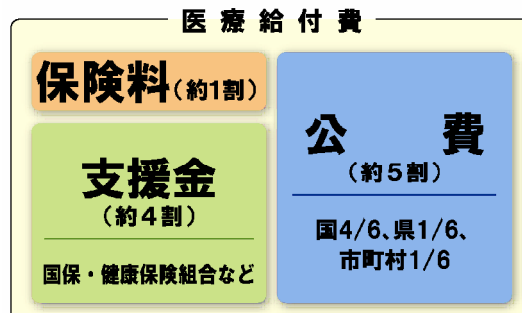 医療給付費
保険料(約1割)
支援金
(約4割)
国保・健康保険組合など
公費
(約5割)
国4/6、県1/6、
市町村1/6